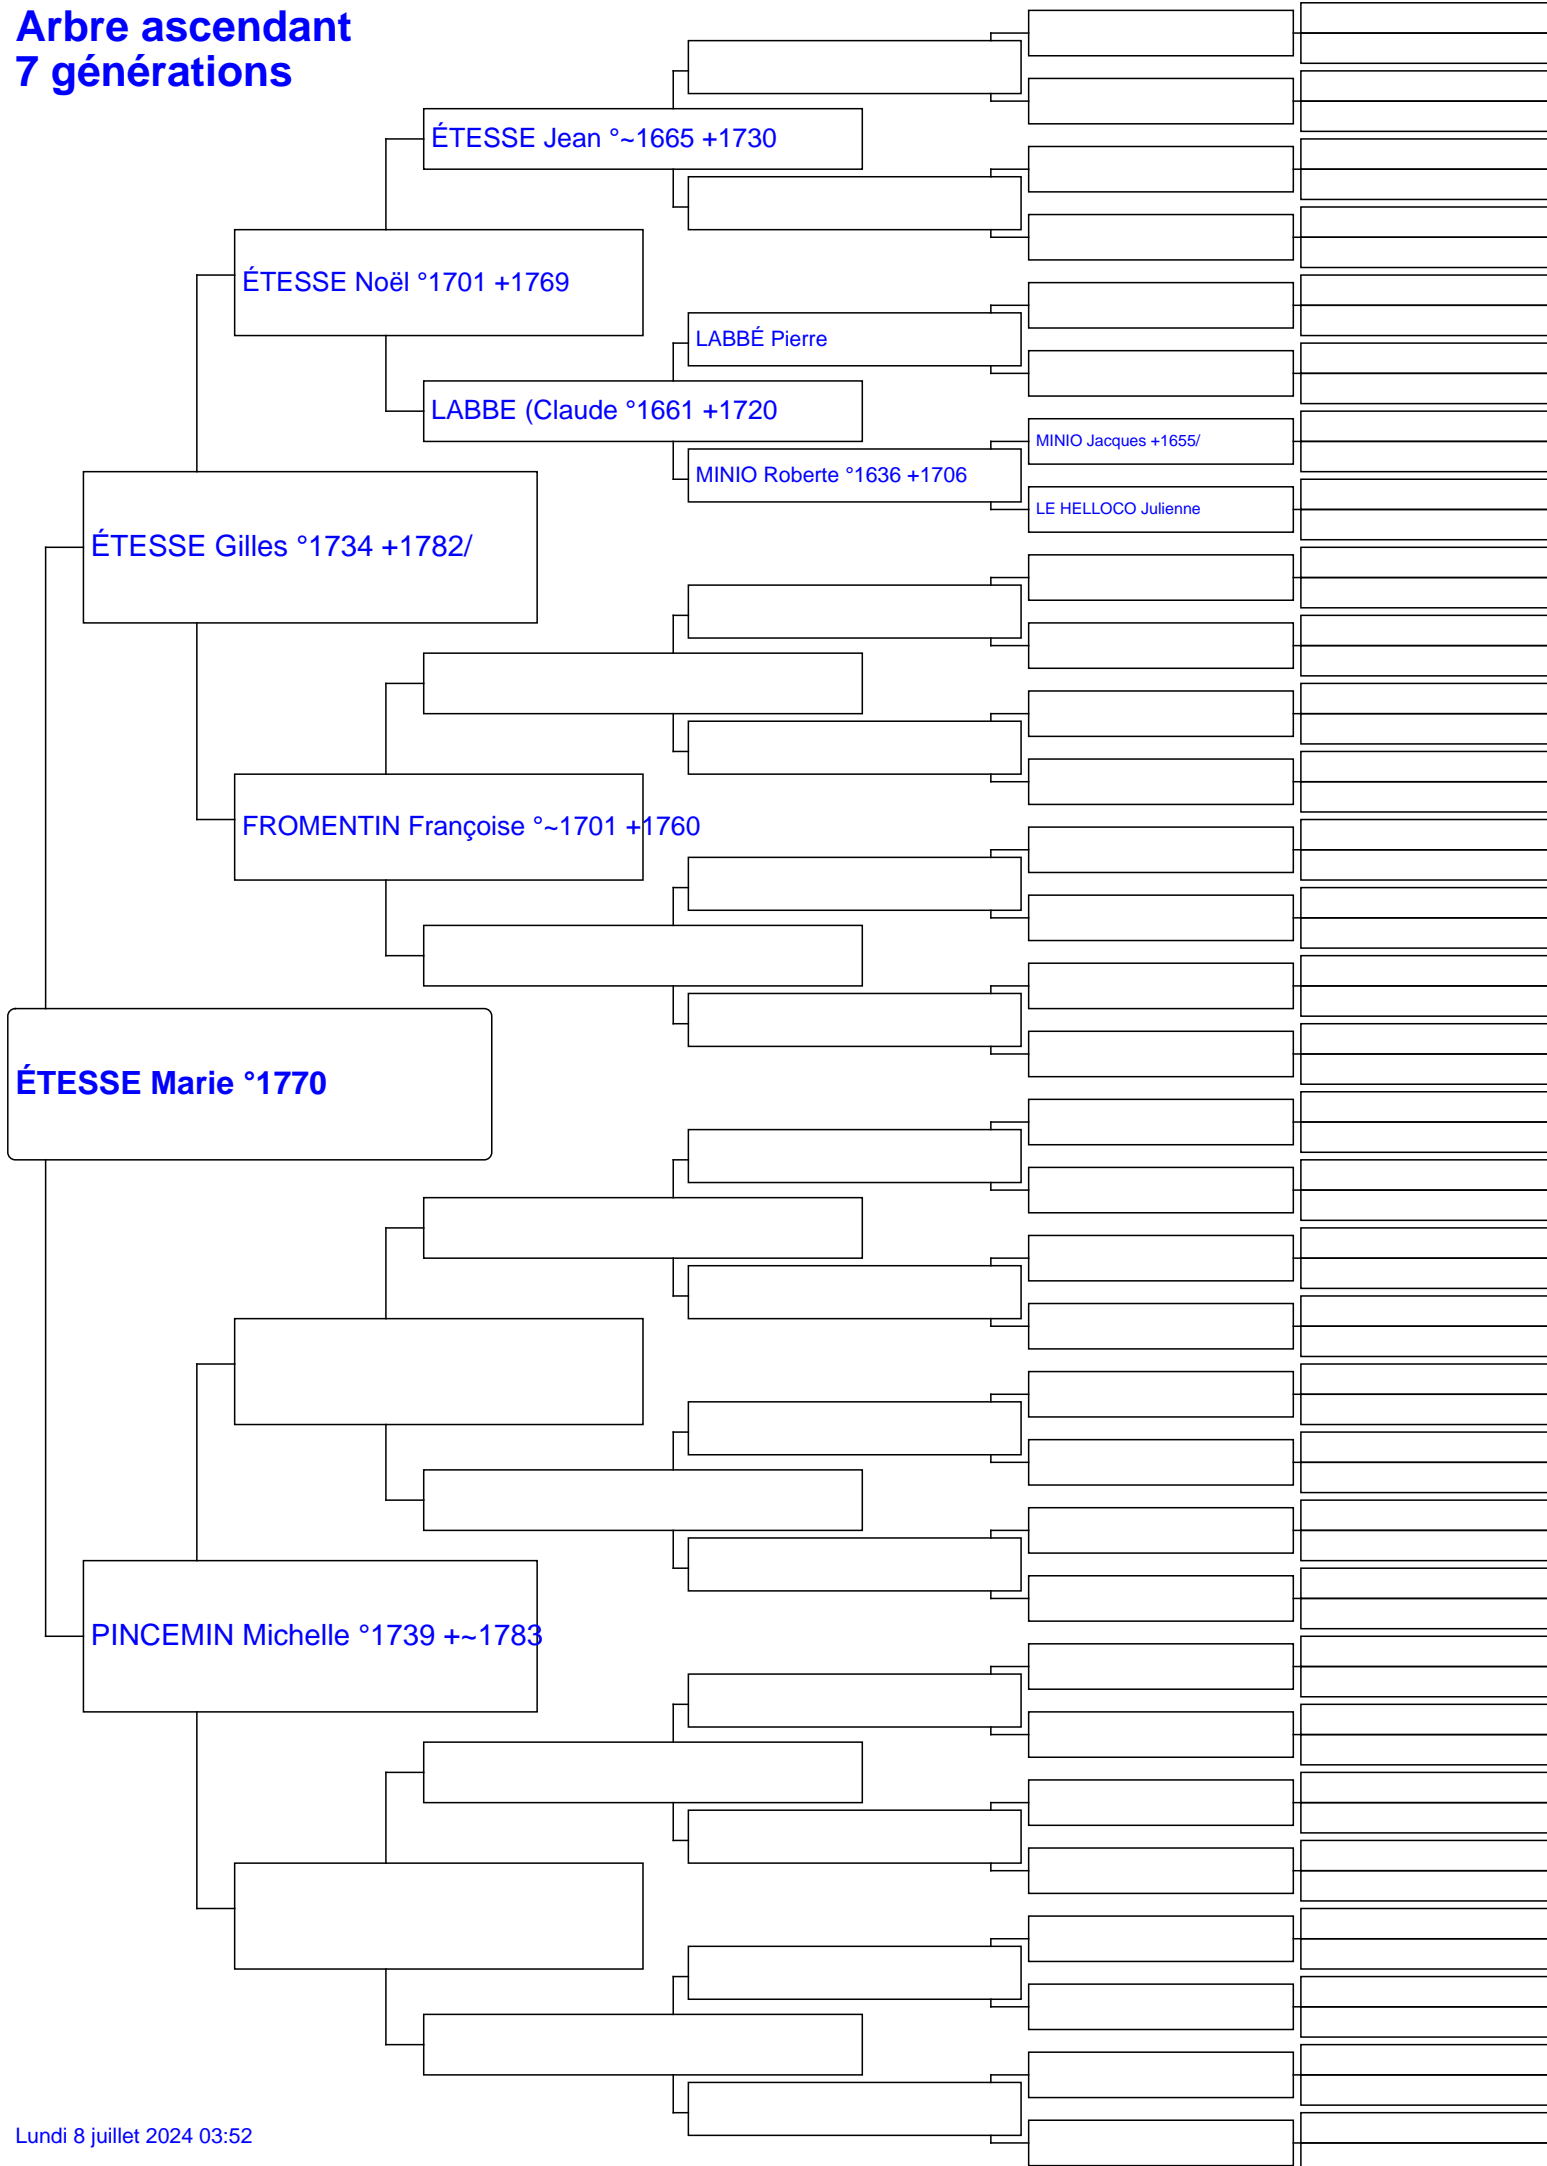 Arbre ascendant
7 générations
ÉTESSE Jean °~1665 +1730
ÉTESSE Noël °1701 +1769
LABBÉ Pierre
LABBE (Claude °1661 +1720
MINIO Jacques +1655/
MINIO Roberte °1636 +1706
LE HELLOCO Julienne
ÉTESSE Gilles °1734 +1782/
FROMENTIN Françoise °~1701 +1760
ÉTESSE Marie °1770
PINCEMIN Michelle °1739 +~1783
Lundi 8 juillet 2024 03:52